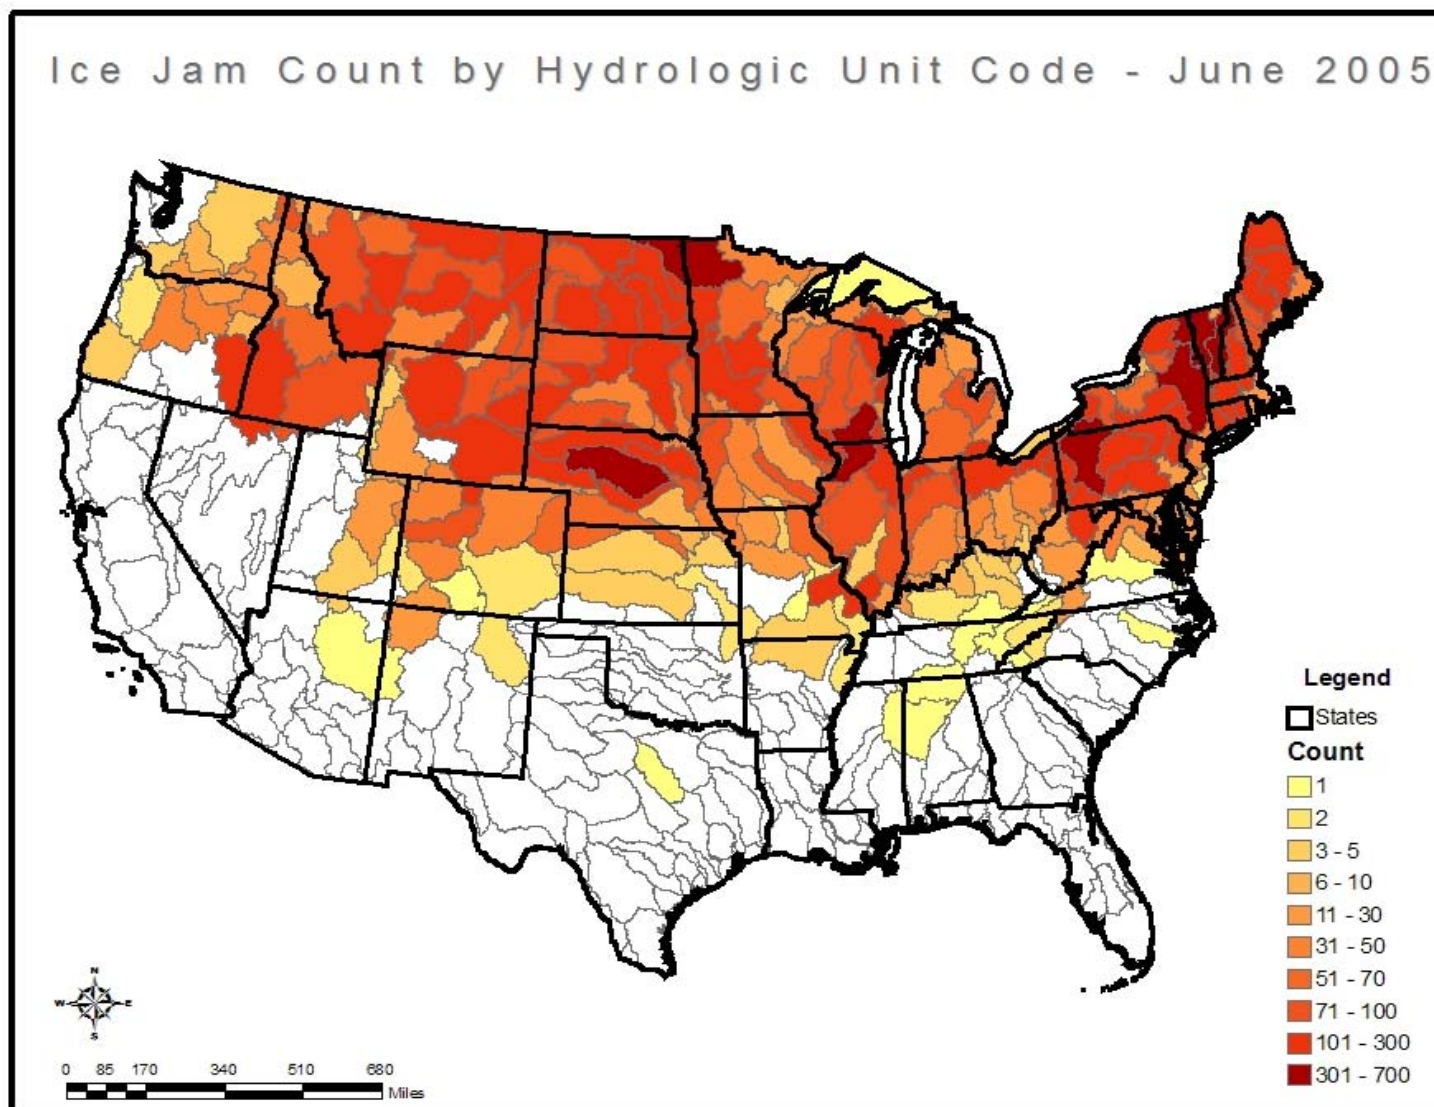 Ice Jam Count by Hydrologic Unit Code - June 2005
Legend
States
Count
1
2
3 - 5
6 - 10
11 - 30
31 - 50
51 - 70
71 - 100
101 - 300
301 - 700
N
W E
S
0 85 170 340 510 680
Miles